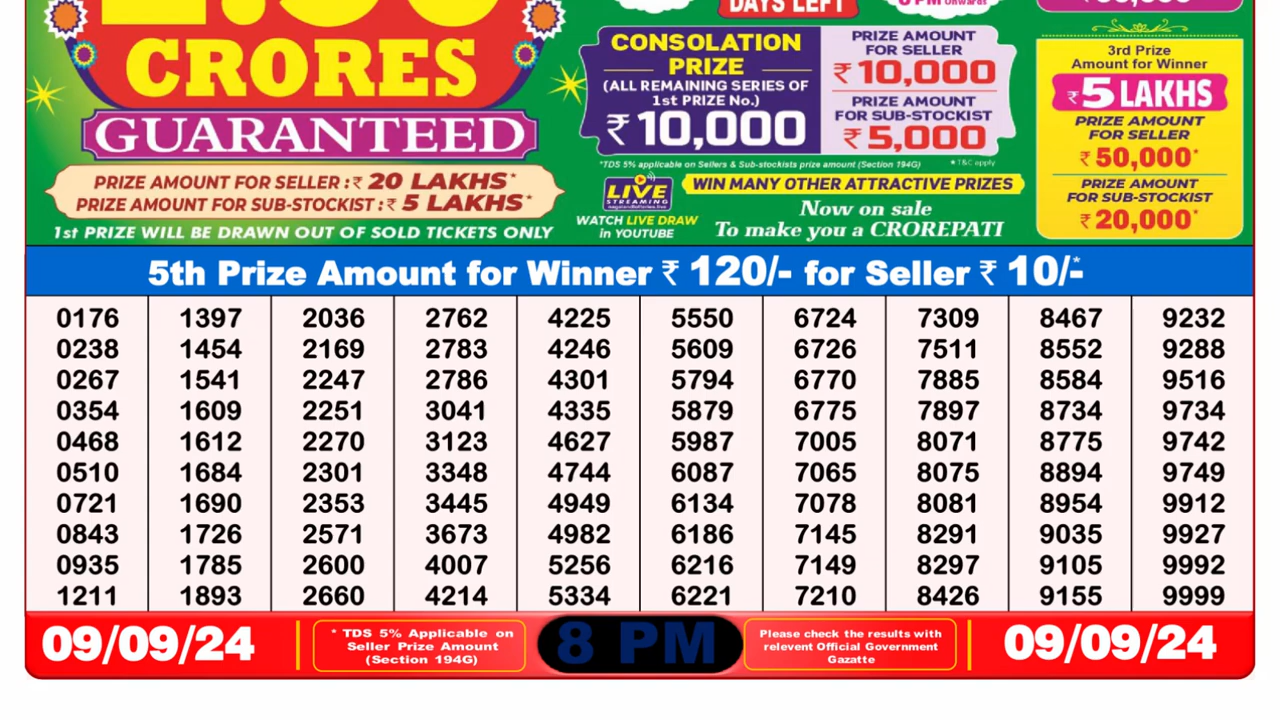 CRORES
GUARANTEED
PRIZE AMOUNT FOR SELLER : ₹ 20 LAKHS*
PRIZE AMOUNT FOR SUB-STOCKIST : ₹ 5 LAKHS*
1st PRIZE WILL BE DRAWN OUT OF SOLD TICKETS ONLY
DAYS LEFT
8 PM Onwards
CONSOLATION
PRIZE
(ALL REMAINING SERIES OF
1st PRIZE No.)
₹ 10,000
PRIZE AMOUNT
FOR SELLER
₹ 10,000
PRIZE AMOUNT
FOR SUB-STOCKIST
₹ 5,000
*TDS 5% applicable on Sellers & Sub-stockists prize amount (Section 194G)
*T&C apply
LIVE
STREAMING
WATCH LIVE DRAW
in YOUTUBE
WIN MANY OTHER ATTRACTIVE PRIZES
Now on sale
To make you a CROREPATI
3rd Prize
Amount for Winner
₹ 5 LAKHS
PRIZE AMOUNT
FOR SELLER
₹ 50,000*
PRIZE AMOUNT
FOR SUB-STOCKIST
₹ 20,000*
5th Prize Amount for Winner ₹ 120/- for Seller ₹ 10/-*
0176 1397 2036 2762 4225 5550 6724 7309 8467 9232
0238 1454 2169 2783 4246 5609 6726 7511 8552 9288
0267 1541 2247 2786 4301 5794 6770 7885 8584 9516
0354 1609 2251 3041 4335 5879 6775 7897 8734 9734
0468 1612 2270 3123 4627 5987 7005 8071 8775 9742
0510 1684 2301 3348 4744 6087 7065 8075 8894 9749
0721 1690 2353 3445 4949 6134 7078 8081 8954 9912
0843 1726 2571 3673 4982 6186 7145 8291 9035 9927
0935 1785 2600 4007 5256 6216 7149 8297 9105 9992
1211 1893 2660 4214 5334 6221 7210 8426 9155 9999
09/09/24
* TDS 5% Applicable on
Seller Prize Amount
(Section 194G)
8 PM
Please check the results with
relevent Official Government
Gazatte
09/09/24